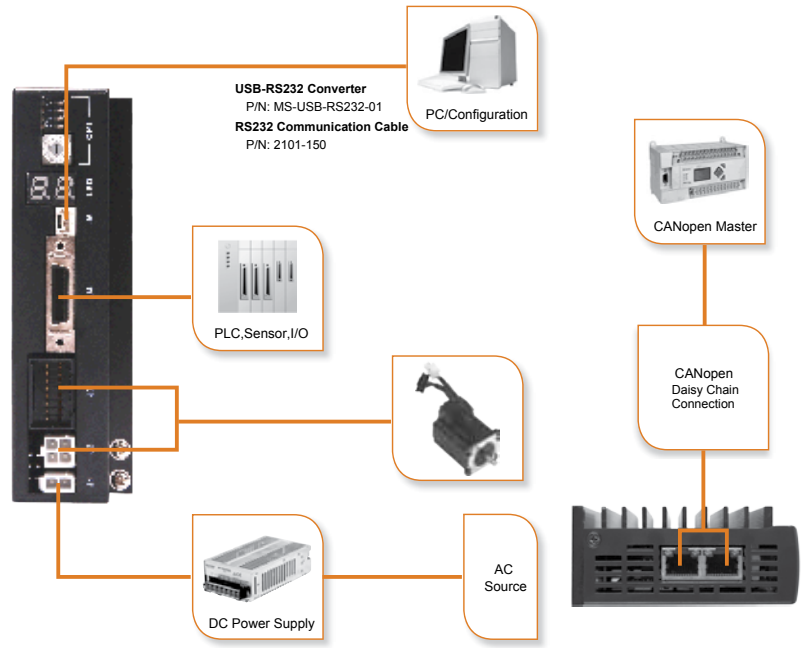 USB-RS232 Converter
P/N: MS-USB-RS232-01
RS232 Communication Cable
P/N: 2101-150
PC/Configuration
CANopen Master
PLC,Sensor,I/O
CANopen
Daisy Chain
Connection
DC Power Supply
AC
Source